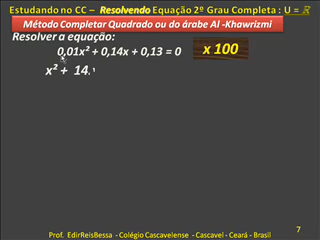 Estudando no CC – Resolvendo Equação 2º Grau Completa : U = ℝ
Método Completar Quadrado ou do árabe Al -Khawrizmi
Resolver a equação:
0,01x² + 0,14x + 0,13 = 0
x 100
x² + 14
7
Prof. EdirReisBessa - Colégio Cascavelense - Cascavel - Ceará - Brasil